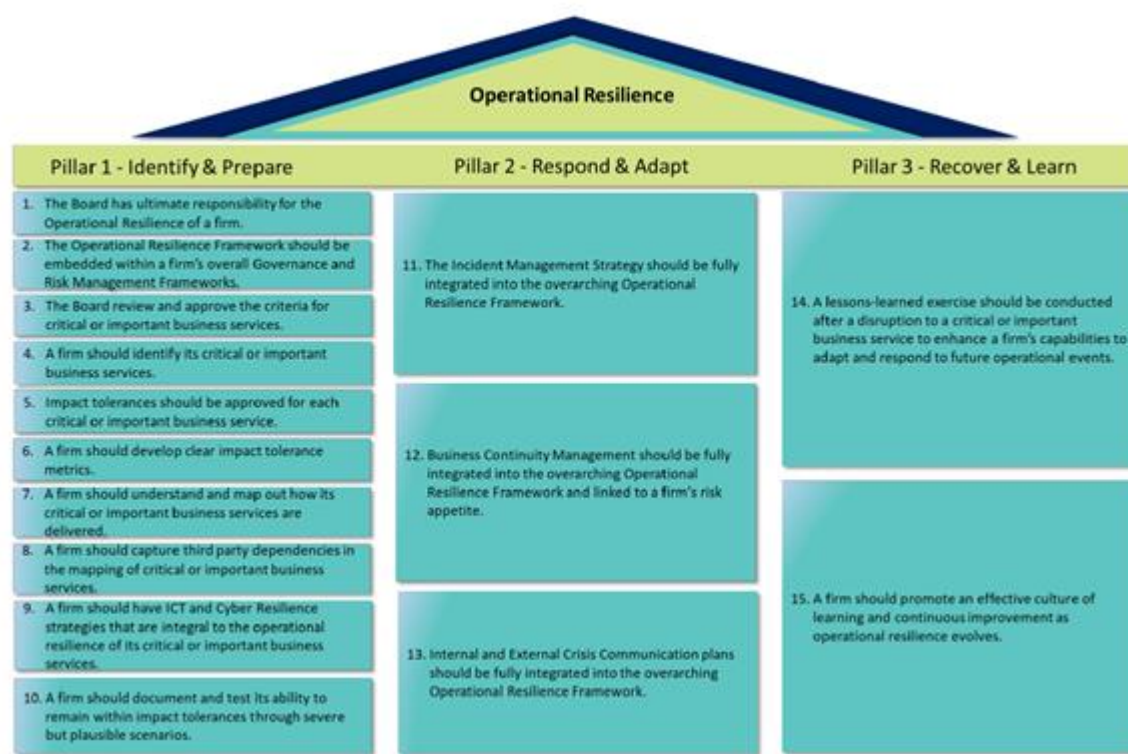 Operational Resilience
Pillar 1 - Identify & Prepare
1. The Board has ultimate responsibility for the
Operational Resilience of a firm.
2. The Operational Resilience Framework should be
embedded within a firm's overall Governance and
Risk Management Frameworks.
3. The Board review and approve the criteria for
critical or important business services.
4. A firm should identify its critical or important
business services.
5. Impact tolerances should be approved for each
critical or important business service.
6. A firm should develop clear impact tolerance
metrics.
7. A firm should understand and map out how its
critical or important business services are
delivered.
8. A firm should capture third party dependencies in
the mapping of critical or important business
services.
9. A firm should have ICT and Cyber Resilience
strategies that are integral to the operational
resilience of its critical or important business
services.
10. A firm should document and test its ability to
remain within impact tolerances through severe
but plausible scenarios.
Pillar 2 - Respond & Adapt
11. The Incident Management Strategy should be fully
integrated into the overarching Operational
Resilience Framework.
12. Business Continuity Management should be fully
integrated into the overarching Operational
Resilience Framework and linked to a firm's risk
appetite.
13. Internal and External Crisis Communication plans
should be fully integrated into the overarching
Operational Resilience Framework.
Pillar 3 - Recover & Learn
14. A lessons-learned exercise should be conducted
after a disruption to a critical or important
business service to enhance a firm's capabilities to
adapt and respond to future operational events.
15. A firm should promote an effective culture of
learning and continuous improvement as
operational resilience evolves.